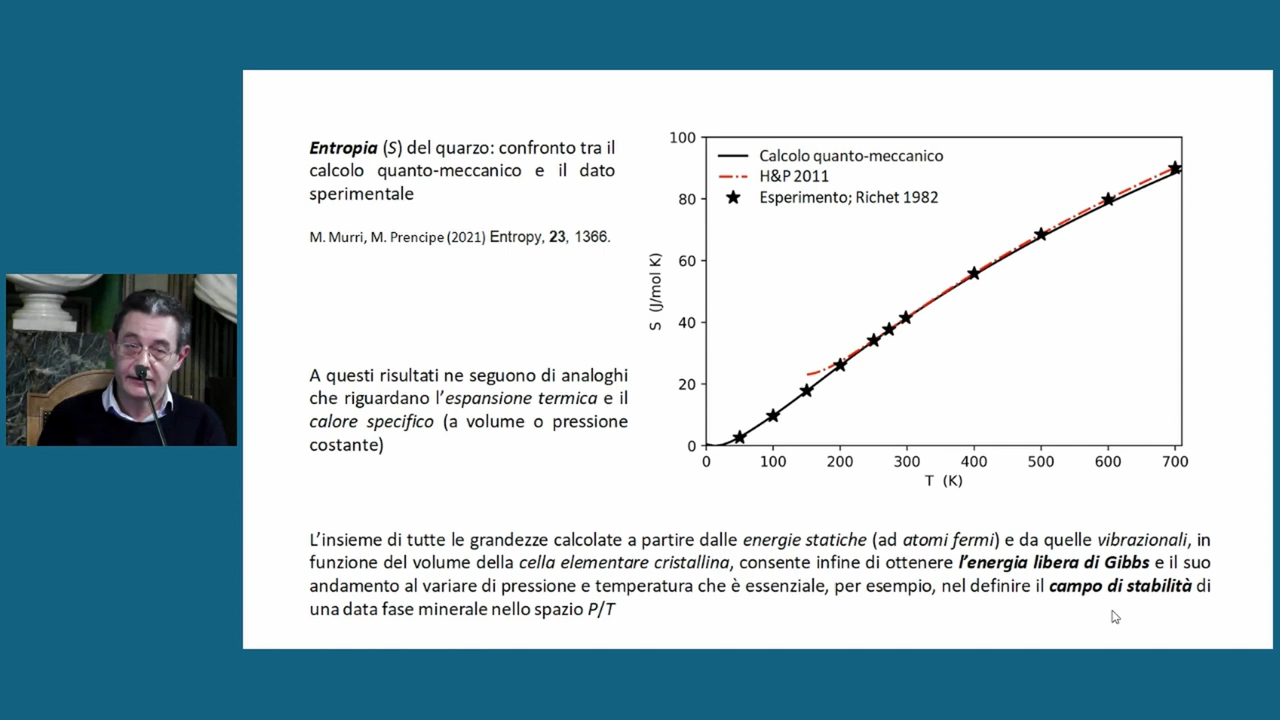 Entropia (S) del quarzo: confronto tra il
calcolo quanto-meccanico e il dato
sperimentale
M. Murri, M. Prencipe (2021) Entropy, 23, 1366.
A questi risultati ne seguono di analoghi
che riguardano l’espansione termica e il
calore specifico (a volume o pressione
costante)
100
80
60
40
20
0
S (J/mol K)
Calcolo quanto-meccanico
H&P 2011
Esperimento; Richet 1982
0 100 200 300 400 500 600 700
T (K)
L’insieme di tutte le grandezze calcolate a partire dalle energie statiche (ad atomi fermi) e da quelle vibrazionali, in
funzione del volume della cella elementare cristallina, consente infine di ottenere l’energia libera di Gibbs e il suo
andamento al variare di pressione e temperatura che è essenziale, per esempio, nel definire il campo di stabilità di
una data fase minerale nello spazio P/T